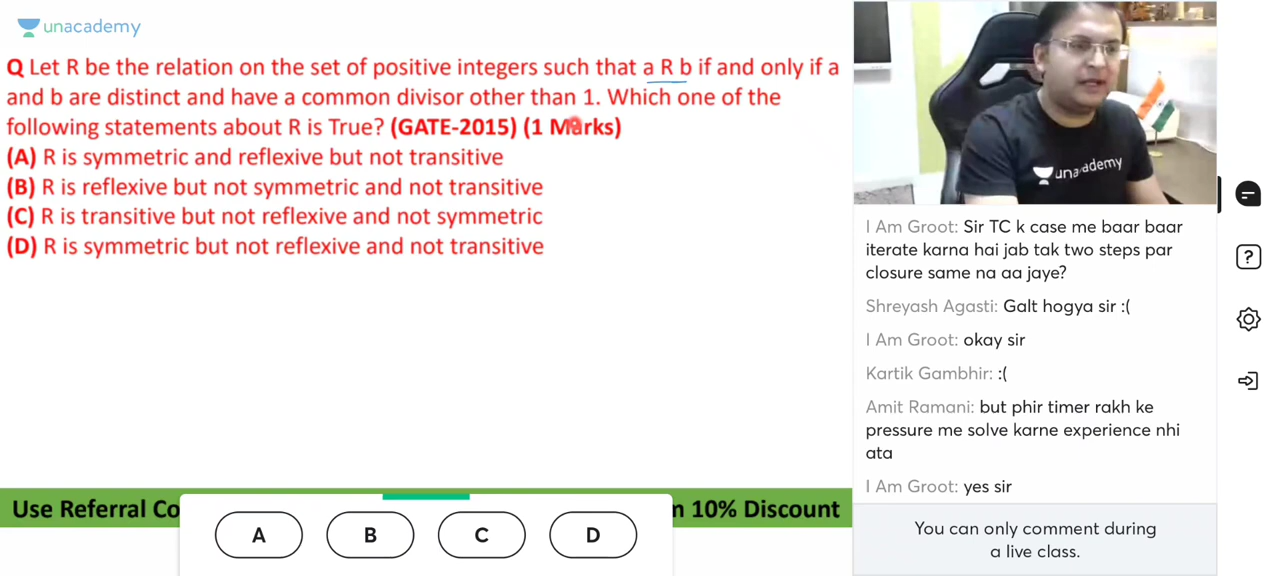 unacademy
Q Let R be the relation on the set of positive integers such that a R b if and only if a
and b are distinct and have a common divisor other than 1. Which one of the
following statements about R is True? (GATE-2015) (1 Marks)
(A) R is symmetric and reflexive but not transitive
(B) R is reflexive but not symmetric and not transitive
(C) R is transitive but not reflexive and not symmetric
(D) R is symmetric but not reflexive and not transitive
Use Referral Co
10% Discount
A B C D
unacademy
I Am Groot: Sir TC k case me baar baar
iterate karna hai jab tak two steps par
closure same na aa jaye?
Shreyash Agasti: Galt hogya sir :(
I Am Groot: okay sir
Kartik Gambhir: :(
Amit Ramani: but phir timer rakh ke
pressure me solve karne experience nhi
ata
I Am Groot: yes sir
You can only comment during
a live class.
?